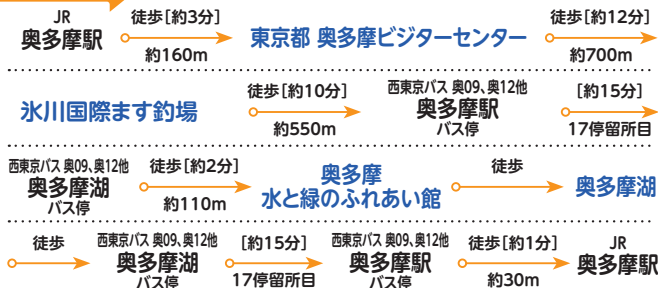 JR
奥多摩駅
徒歩[約3分]
約160m
東京都 奥多摩ビジターセンター
徒歩[約12分]
約700m
氷川国際ます釣場
徒歩[約10分]
約550m
西東京バス 奥09、奥12他
奥多摩駅
バス停
[約15分]
17停留所目
西東京バス 奥09、奥12他
奥多摩湖
バス停
徒歩[約2分]
約110m
奥多摩
水と緑のふれあい館
徒歩
奥多摩湖
徒歩
西東京バス 奥09、奥12他
奥多摩湖
バス停
[約15分]
17停留所目
西東京バス 奥09、奥12他
奥多摩駅
バス停
徒歩[約1分]
約30m
JR
奥多摩駅